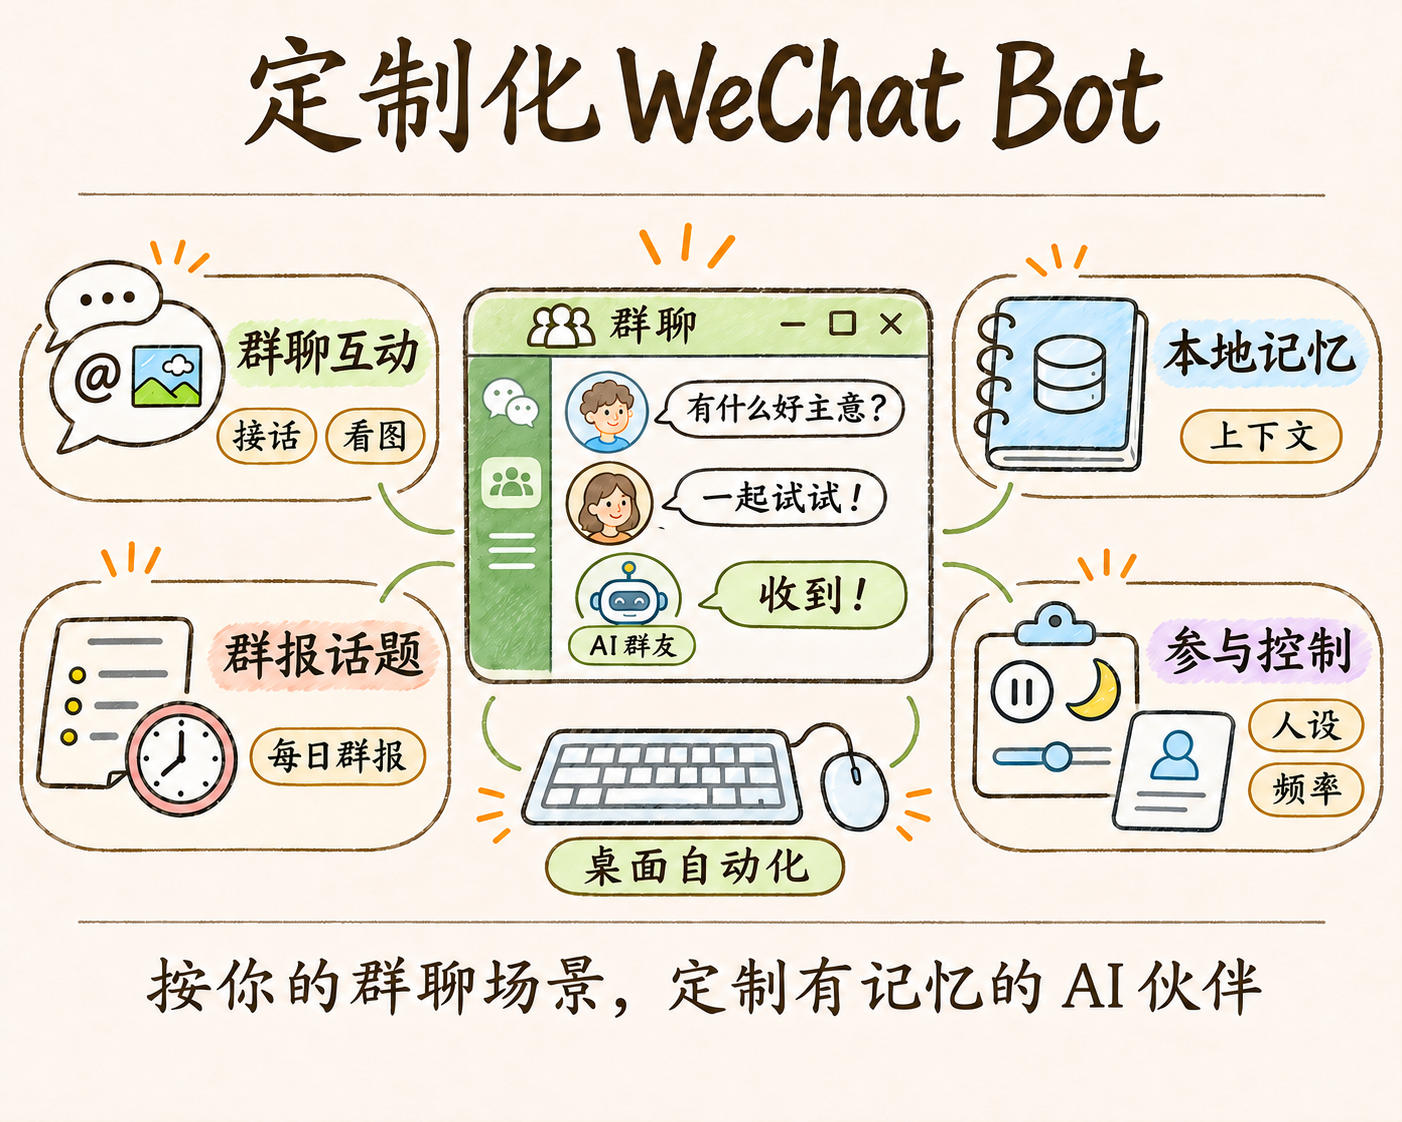 定制化 WeChat Bot
群聊互动
@
接话
看图
群聊
有什么好主意？
一起试试！
收到！
AI 群友
本地记忆
上下文
群报话题
每日群报
参与控制
人设
频率
桌面自动化
按你的群聊场景，定制有记忆的 AI 伙伴